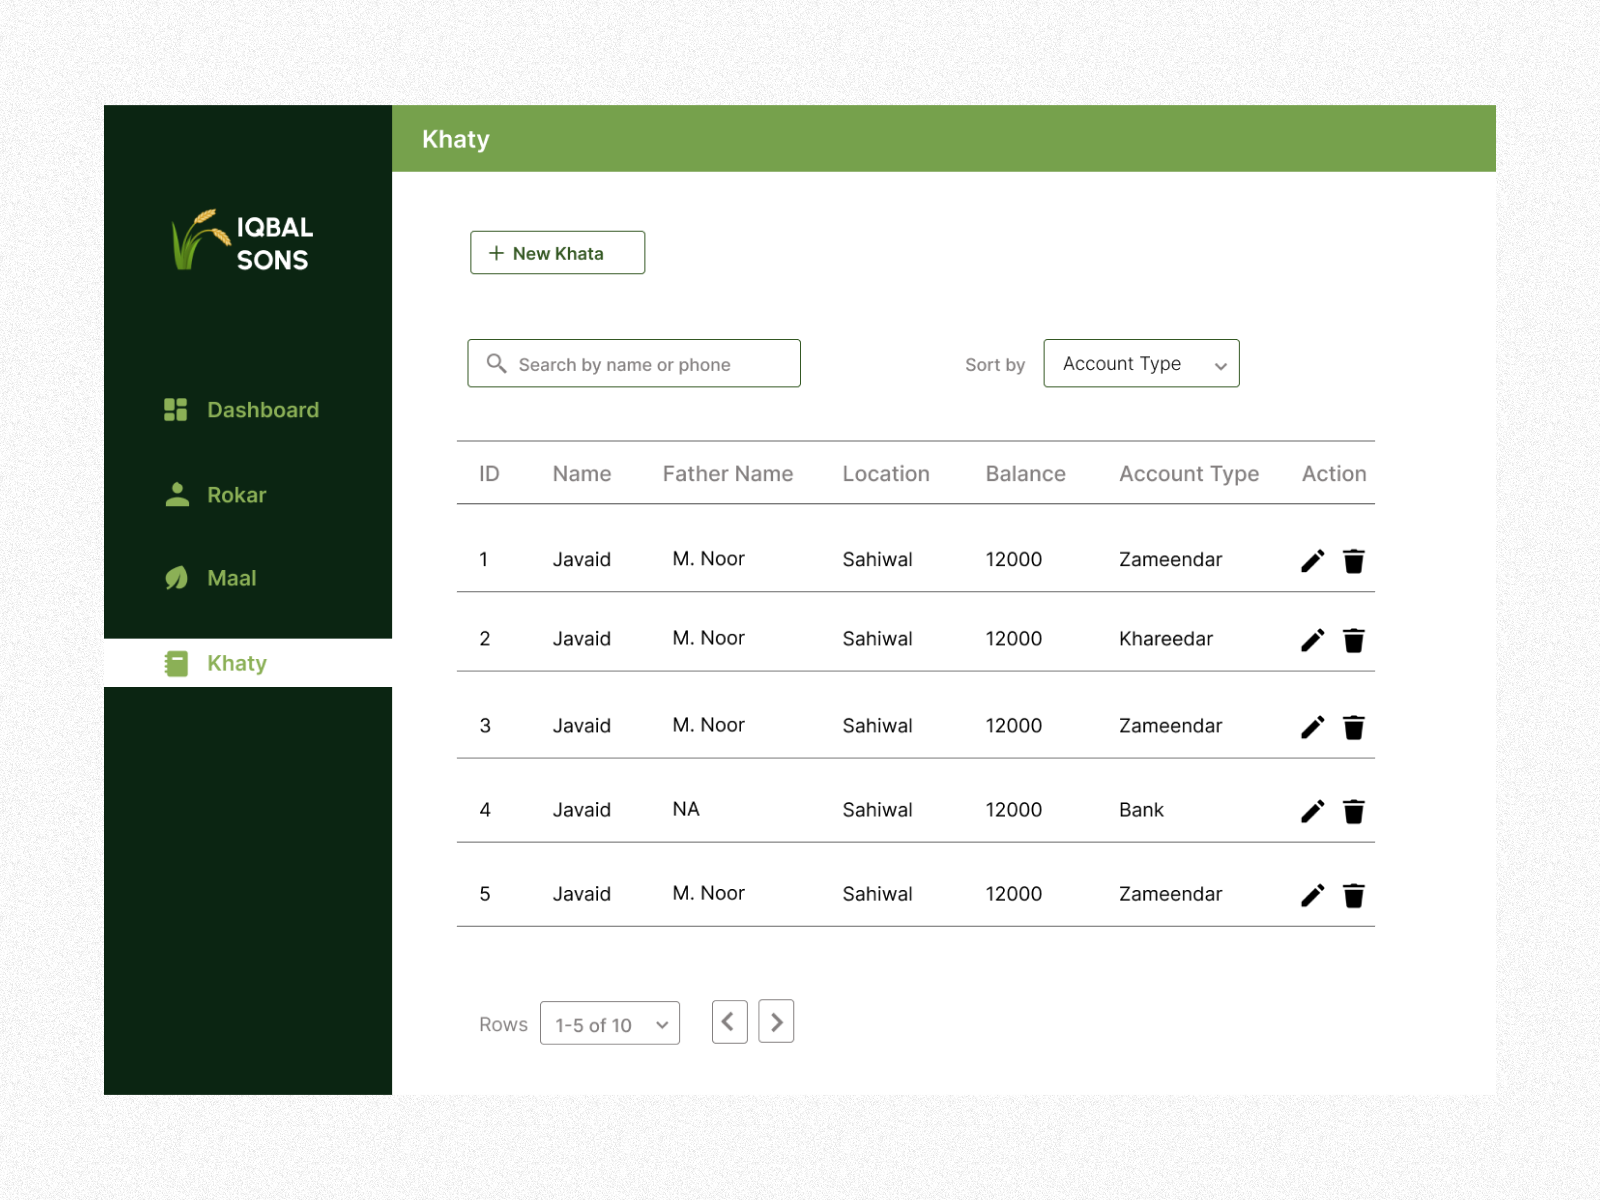 Khaty
IQBAL
SONS
Dashboard
Rokar
Maal
Khaty
+ New Khata
Search by name or phone
Sort by Account Type
ID Name Father Name Location Balance Account Type Action
1 Javaid M. Noor Sahiwal 12000 Zameendar
2 Javaid M. Noor Sahiwal 12000 Khareedar
3 Javaid M. Noor Sahiwal 12000 Zameendar
4 Javaid NA Sahiwal 12000 Bank
5 Javaid M. Noor Sahiwal 12000 Zameendar
Rows 1-5 of 10